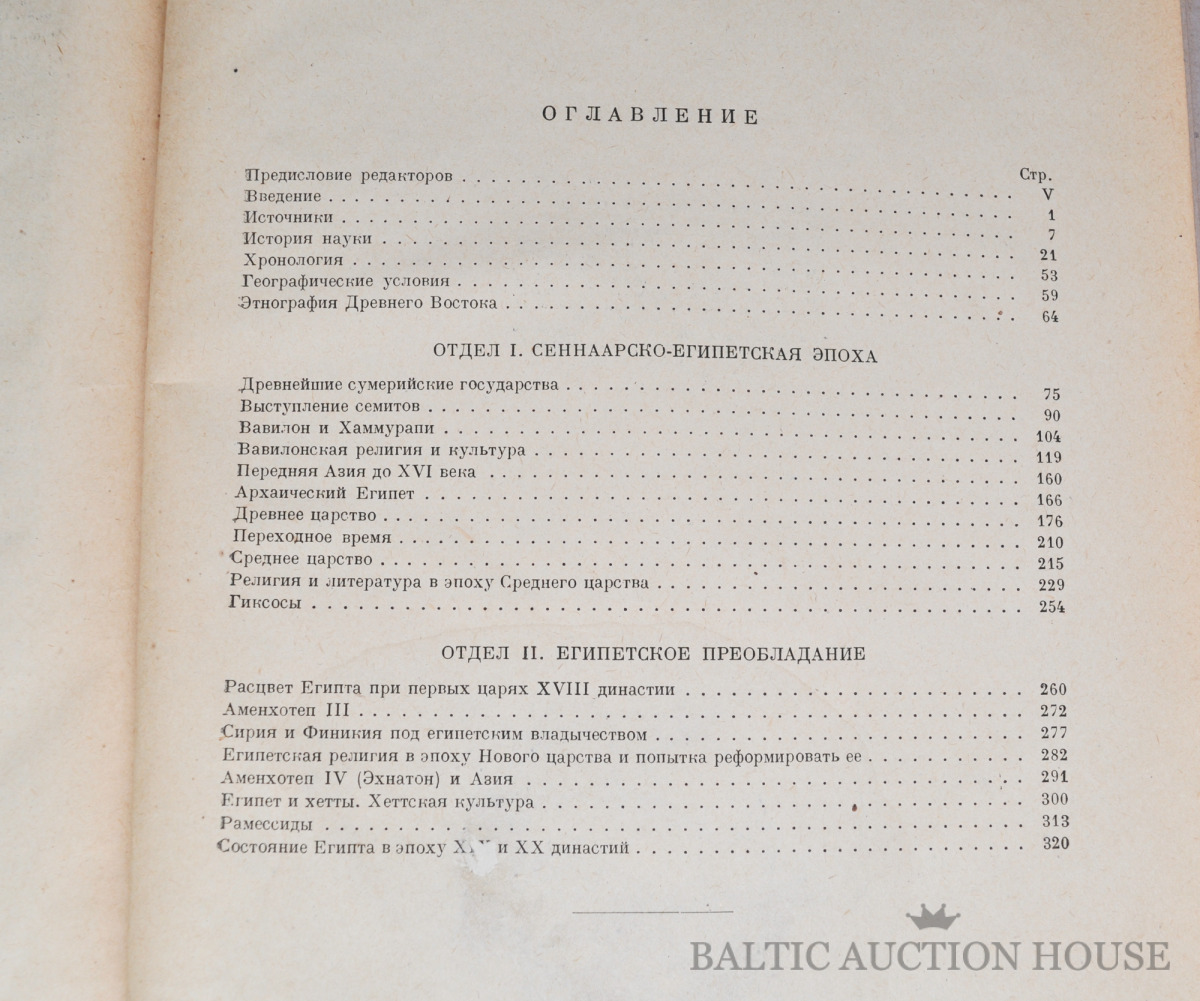 ОГЛАВЛЕНИЕ
Стр.
Предисловие редакторов . . . . . . . . . . V
Введение . . . . . . . . . . 1
Источники . . . . . . . . . . 7
История науки . . . . . . . . . . 21
Хронология . . . . . . . . . . 53
Географические условия . . . . . . . . . . 59
Этнография Древнего Востока . . . . . . . . . . 64
ОТДЕЛ I. СЕННААРСКО-ЕГИПЕТСКАЯ ЭПОХА
Древнейшие сумерийские государства . . . . . . . . . . 75
Выступление семитов . . . . . . . . . . 90
Вавилон и Хаммурапи . . . . . . . . . . 104
Вавилонская религия и культура . . . . . . . . . . 119
Передняя Азия до XVI века . . . . . . . . . . 160
Архаический Египет . . . . . . . . . . 166
Древнее царство . . . . . . . . . . 176
Переходное время . . . . . . . . . . 210
Среднее царство . . . . . . . . . . 215
Религия и литература в эпоху Среднего царства . . . . . . . . . . 229
Гиксосы . . . . . . . . . . 254
ОТДЕЛ II. ЕГИПЕТСКОЕ ПРЕОБЛАДАНИЕ
Расцвет Египта при первых царях XVIII династии . . . . . . . . . . 260
Аменхотеп III . . . . . . . . . . 272
Сирия и Финикия под египетским владычеством . . . . . . . . . . 277
Египетская религия в эпоху Нового царства и попытка реформировать ее . . . . . . . . . . 282
Аменхотеп IV (Эхнатон) и Азия . . . . . . . . . . 291
Египет и хетты. Хеттская культура . . . . . . . . . . 300
Рамессиды . . . . . . . . . . 313
Состояние Египта в эпоху и XX династий . . . . . . . . . . 320
BALTIC AUCTION HOUSE